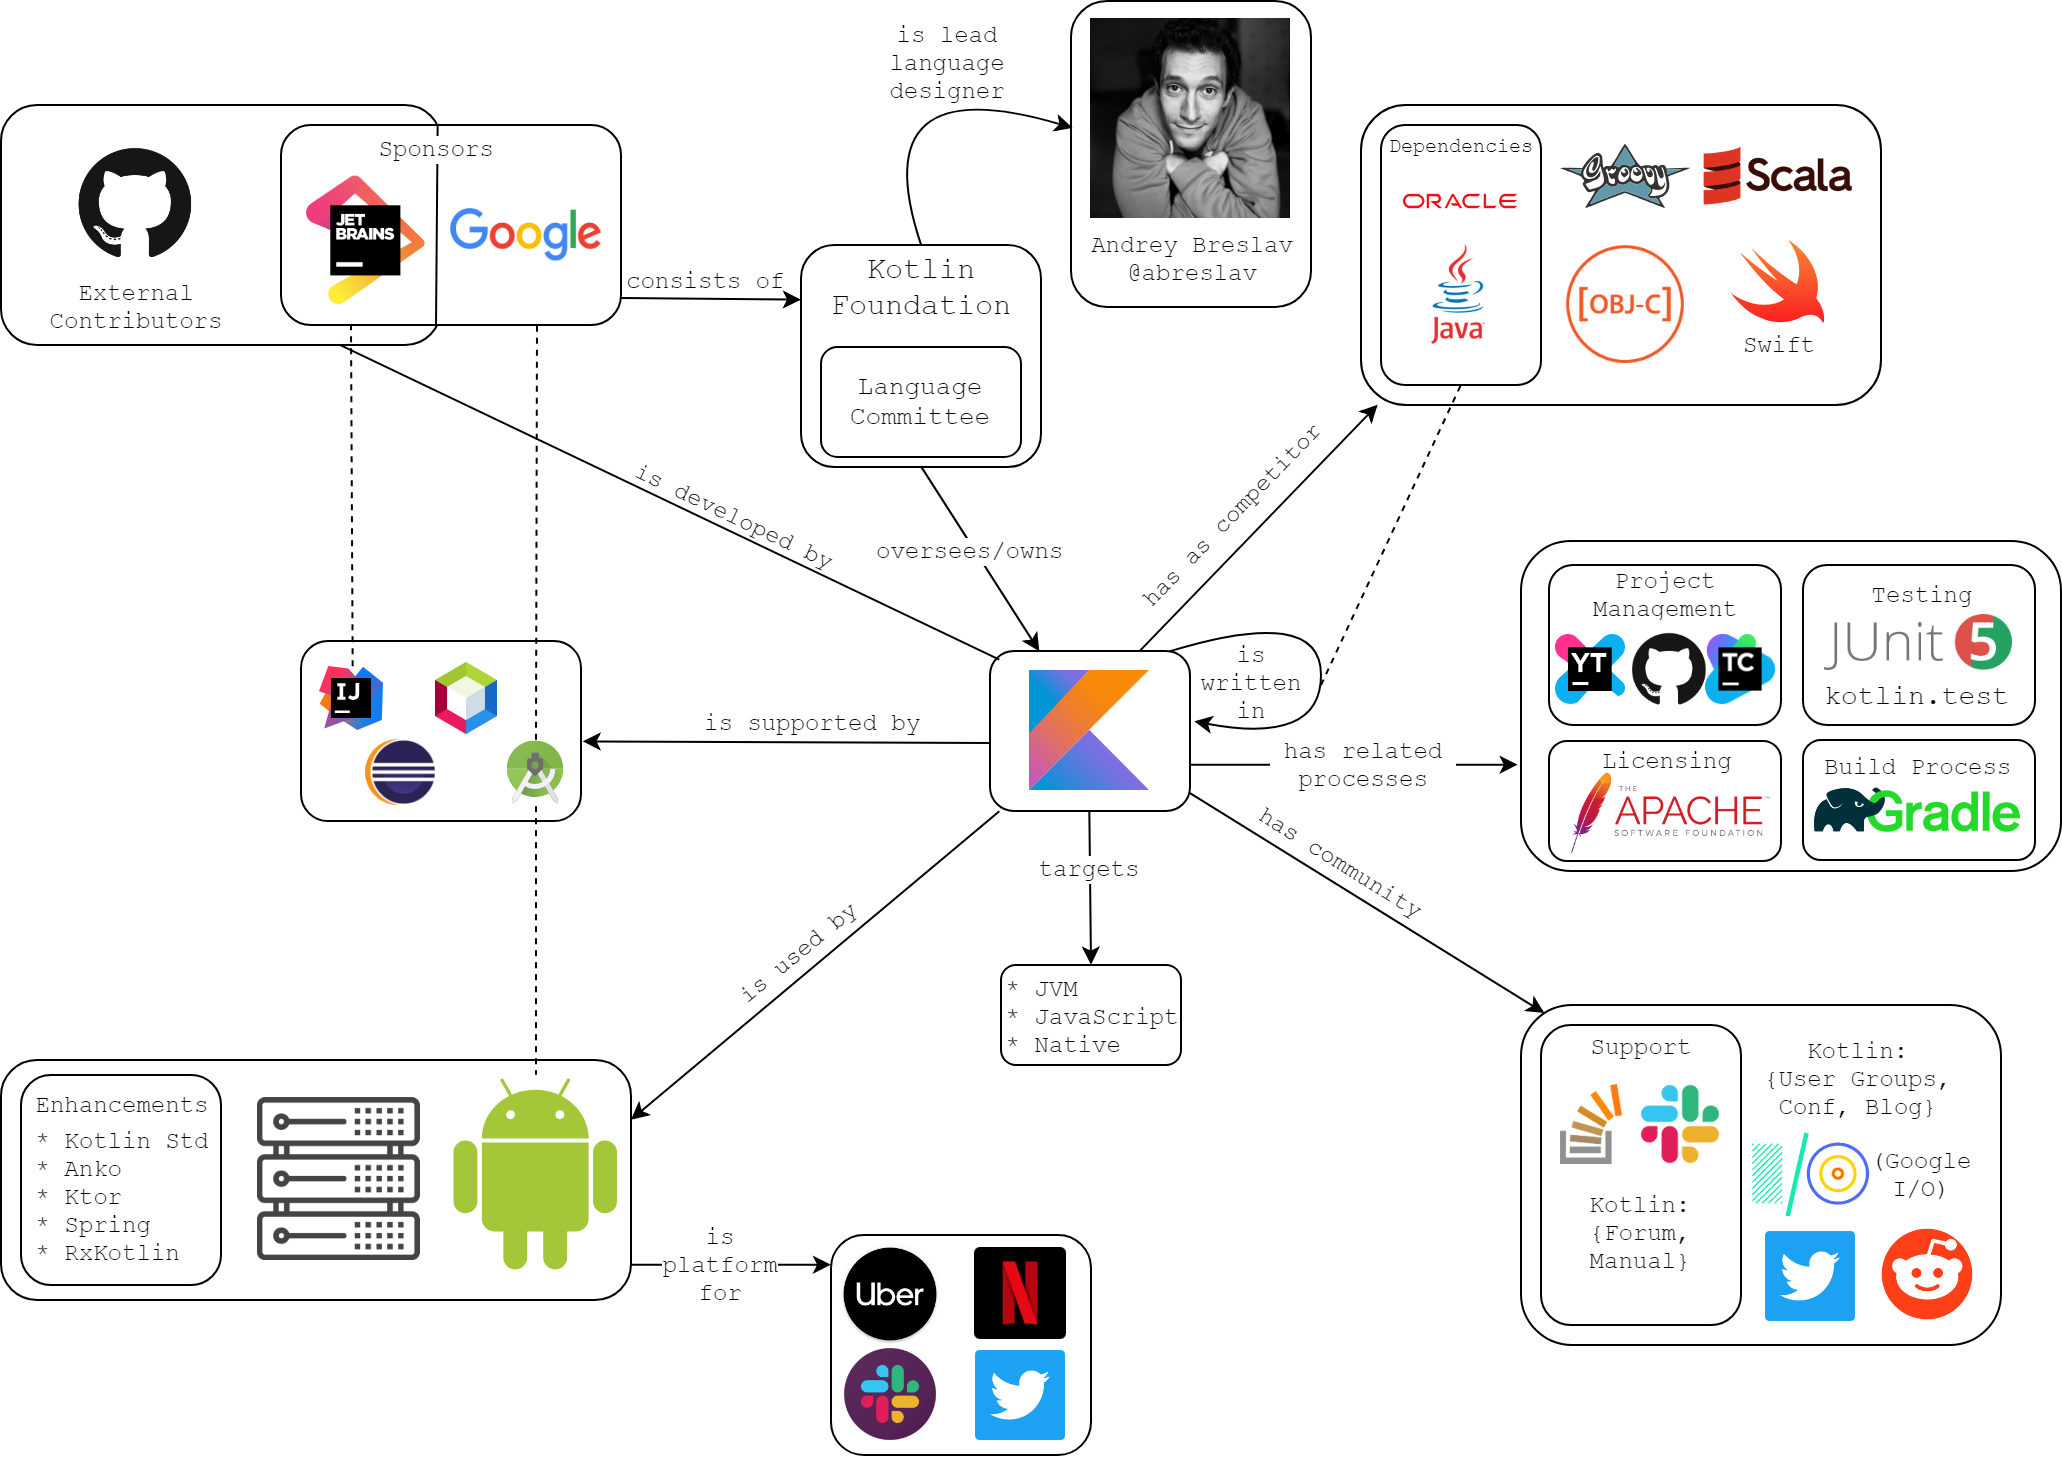 is lead
language
designer
Andrey Breslav
@abreslav
External
Contributors
Sponsors
JET
BRAINS
Google
consists of
Kotlin
Foundation
Language
Committee
Dependencies
ORACLE
Java
Groovy
Scala
[OBJ-C]
Swift
is developed by
oversees/owns
has as competitor
is
written
in
Project
Management
YT
TC
Testing
JUnit 5
kotlin.test
Licensing
THE
APACHE
SOFTWARE FOUNDATION
Build Process
Gradle
IJ
is supported by
has related
processes
has community
targets
is used by
* JVM
* JavaScript
* Native
Enhancements
* Kotlin Std
* Anko
* Ktor
* Spring
* RxKotlin
is
platform
for
Uber
N
Support
Kotlin:
{Forum,
Manual}
Kotlin:
{User Groups,
Conf, Blog}
(Google
I/O)